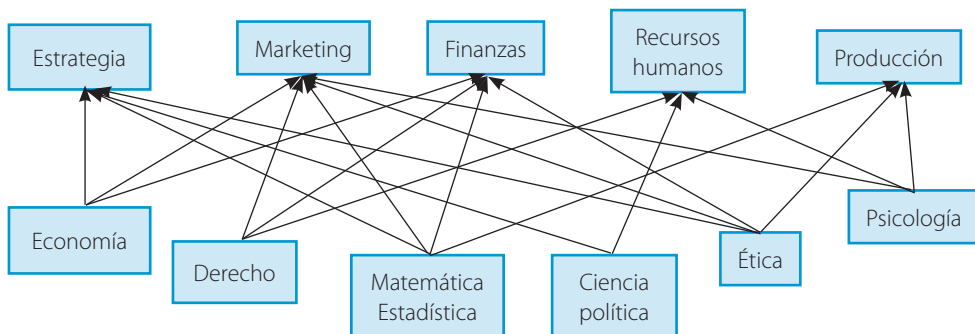 Estrategia
Marketing
Finanzas
Recursos
humanos
Producción
Economía
Derecho
Matemática
Estadística
Ciencia
política
Ética
Psicología